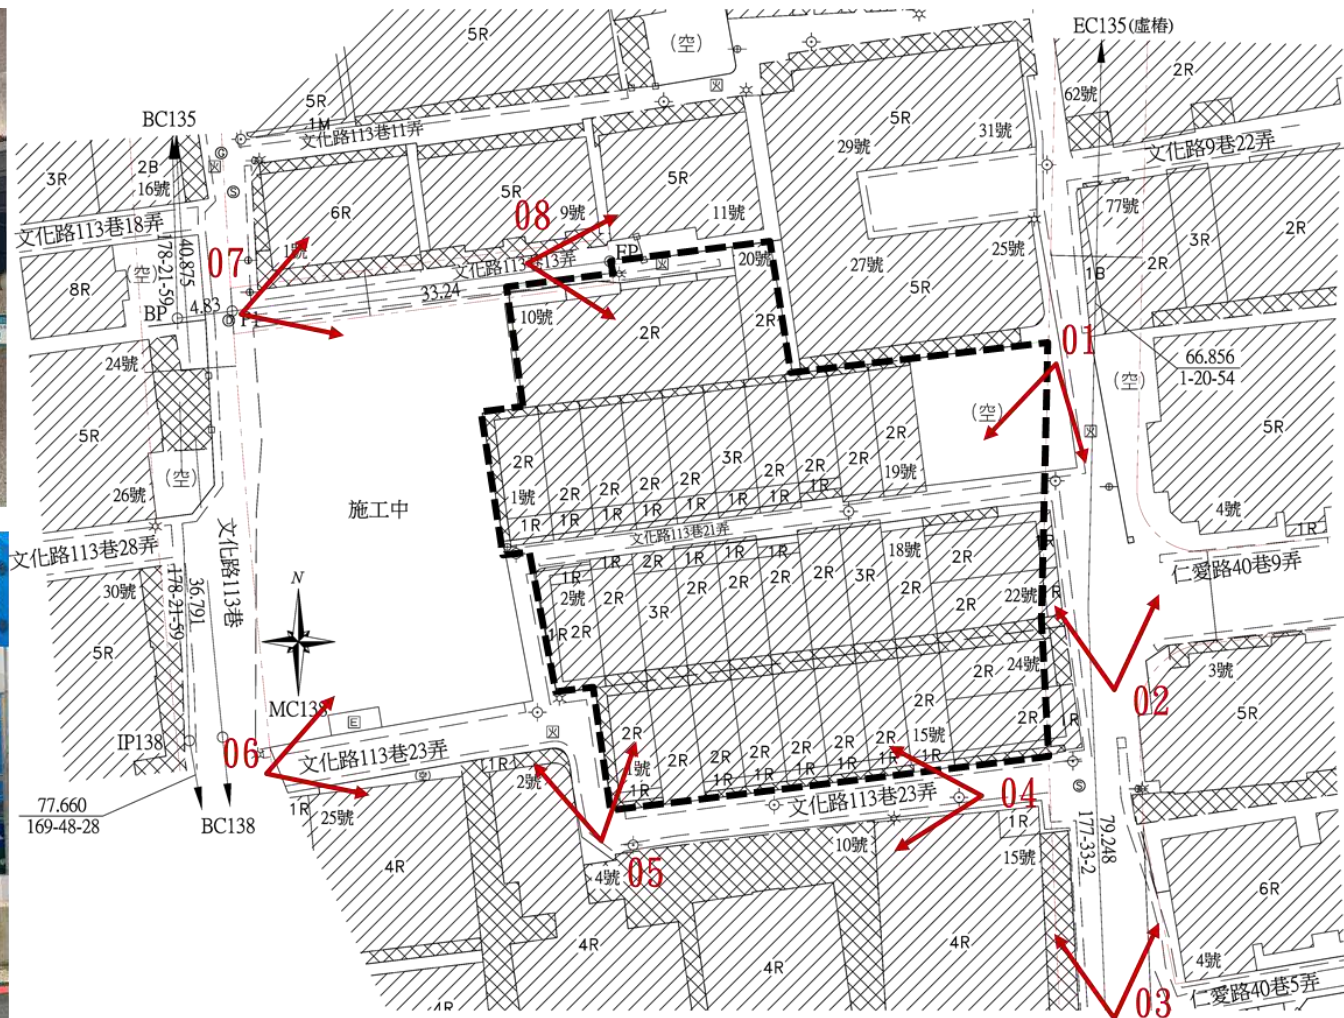 EC135(虛樁)
5R
(空)
2R
62號
BC135
5R
1M
文化路113巷11弄
5R
29號
31號
文化路9巷22弄
3R
2B
16號
6R
5R
9號
5R
11號
77號
3R
2R
文化路113巷18弄
08
07
1號
文化路113巷13弄
EP
20號
27號
25號
5R
1B
2R
(空)
8R
40.875
178-21-59
BP
4.83
P1
33.24
10號
2R
2R
01
66.856
1-20-54
24號
(空)
(空)
5R
5R
2R
1號
2R
2R
2R
2R
3R
2R
2R
2R
2R
19號
(空)
26號
施工中
1R
1R
1R
1R
1R
1R
1R
1R
文化路113巷21弄
4號
1R
文化路113巷28弄
文化路113巷
1R
2號
1R
2R
1R
2R
1R
18號
2R
1R
仁愛路40巷9弄
30號
36.791
178-21-59
N
1R
2R
2R
3R
2R
2R
2R
2R
3R
2R
22號
1R
5R
24號
3號
MC138
E
2R
2R
02
5R
IP138
06
文化路113巷23弄
2R
1號
2R
2R
2R
2R
2R
2R
15號
2R
1R
1R
2號
1R
1R
1R
1R
1R
04
77.660
169-48-28
BC138
1R
25號
文化路113巷23弄
79.248
177-33-2
4R
4號
05
10號
1R
15號
6R
4R
4R
4R
4R
4號
03
仁愛路40巷5弄